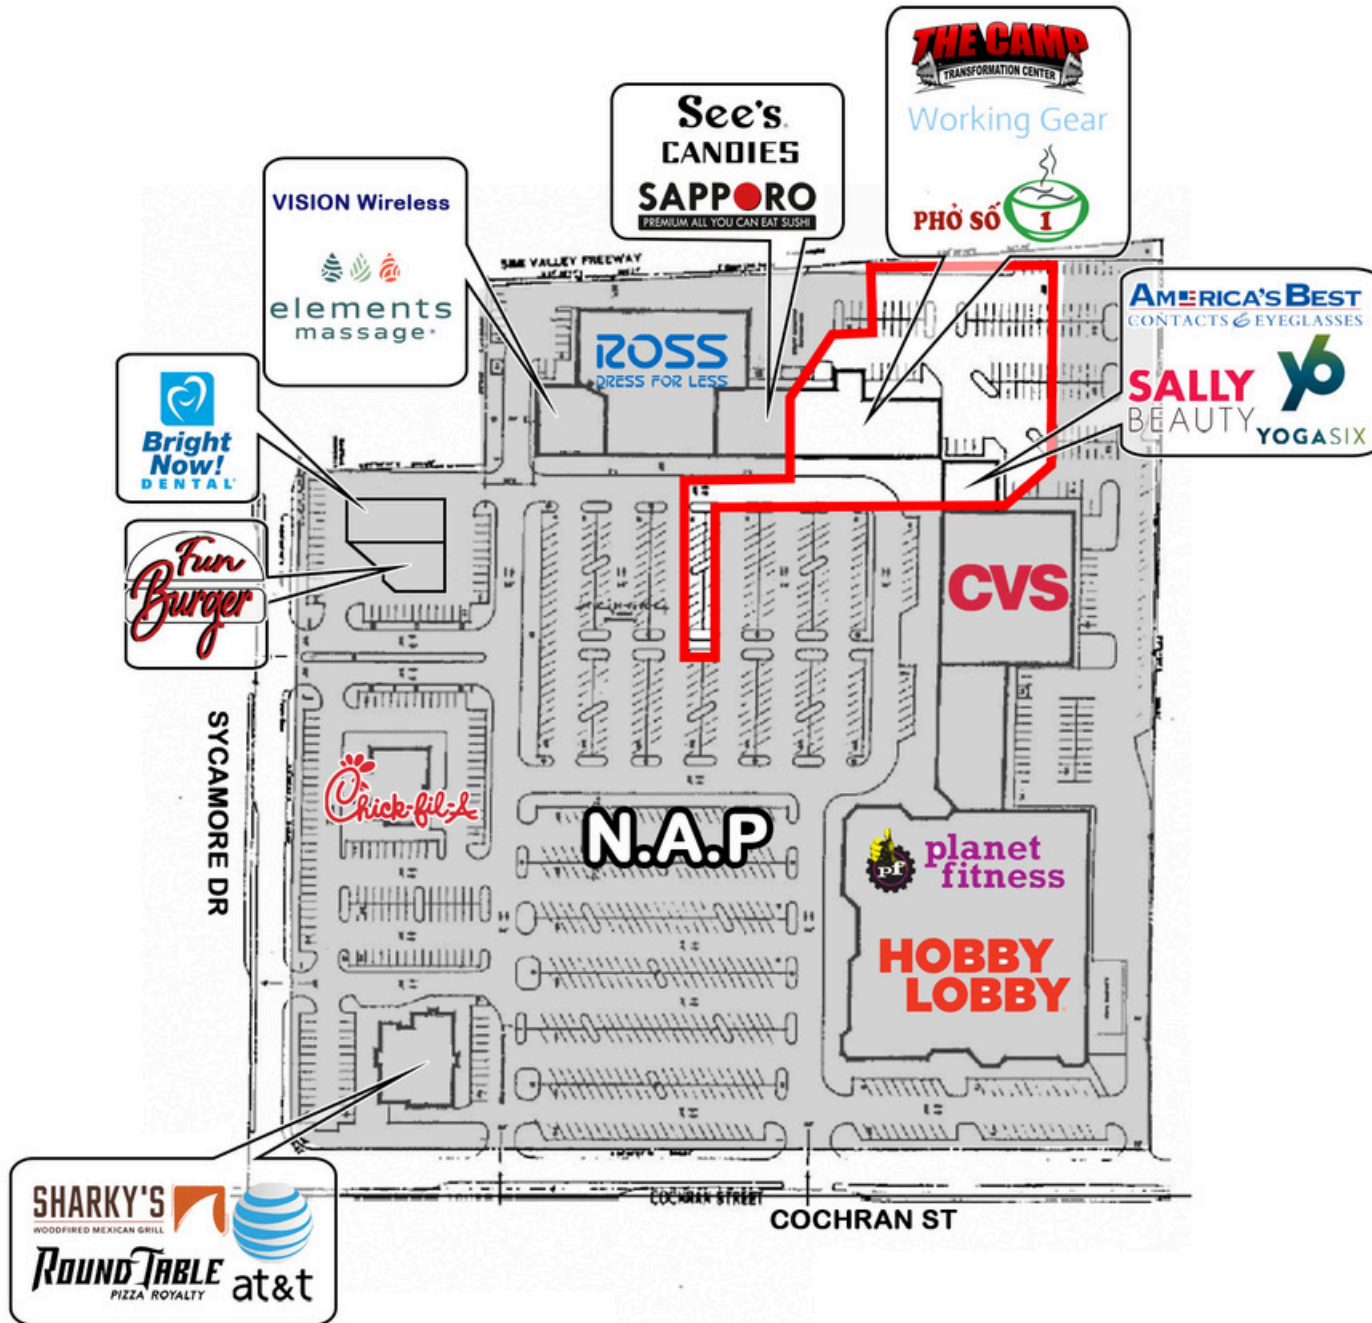 THE CAMP
TRANSFORMATION CENTER
Working Gear
PHỞ SỐ 1
See's
CANDIES
SAPPORO
PREMIUM ALL YOU CAN EAT SUSHI
VISION Wireless
elements
massage
SIMI VALLEY FREEWAY
AMERICA'S BEST
CONTACTS & EYEGLASSES
SALLY
BEAUTY
y6
YOGASIX
ROSS
DRESS FOR LESS
Bright
Now!
DENTAL
Fun
Burger
CVS
SYCAMORE DR
Chick-fil-A
N.A.P
pf
planet
fitness
HOBBY
LOBBY
COCHRAN STREET
COCHRAN ST
SHARKY'S
WOODFIRED MEXICAN GRILL
ROUND TABLE
PIZZA ROYALTY
at&t